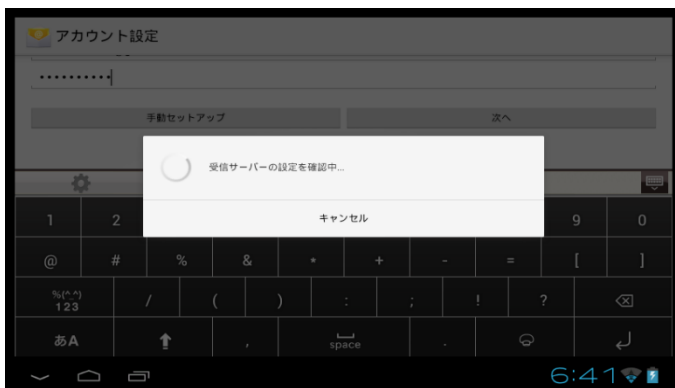 アカウント設定
••••••••••
手動セットアップ 次へ
受信サーバーの設定を確認中...
キャンセル
1 2 9 0
@ # % & * + - = [ ]
%(^_^) / ( ) : ; ! ?
123
あA , space .
6:41